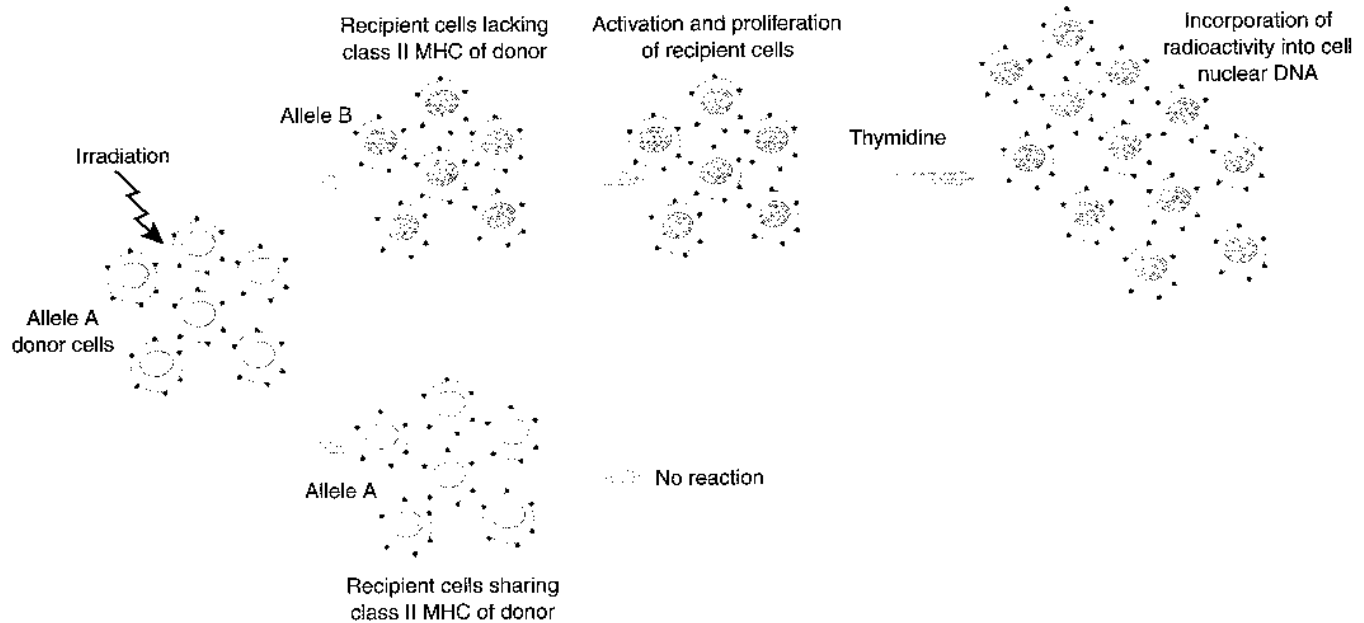 Recipient cells lacking
class II MHC of donor
Activation and proliferation
of recipient cells
Incorporation of
radioactivity into cell
nuclear DNA
Allele B
Thymidine
Irradiation
Allele A
donor cells
Allele A
No reaction
Recipient cells sharing
class II MHC of donor